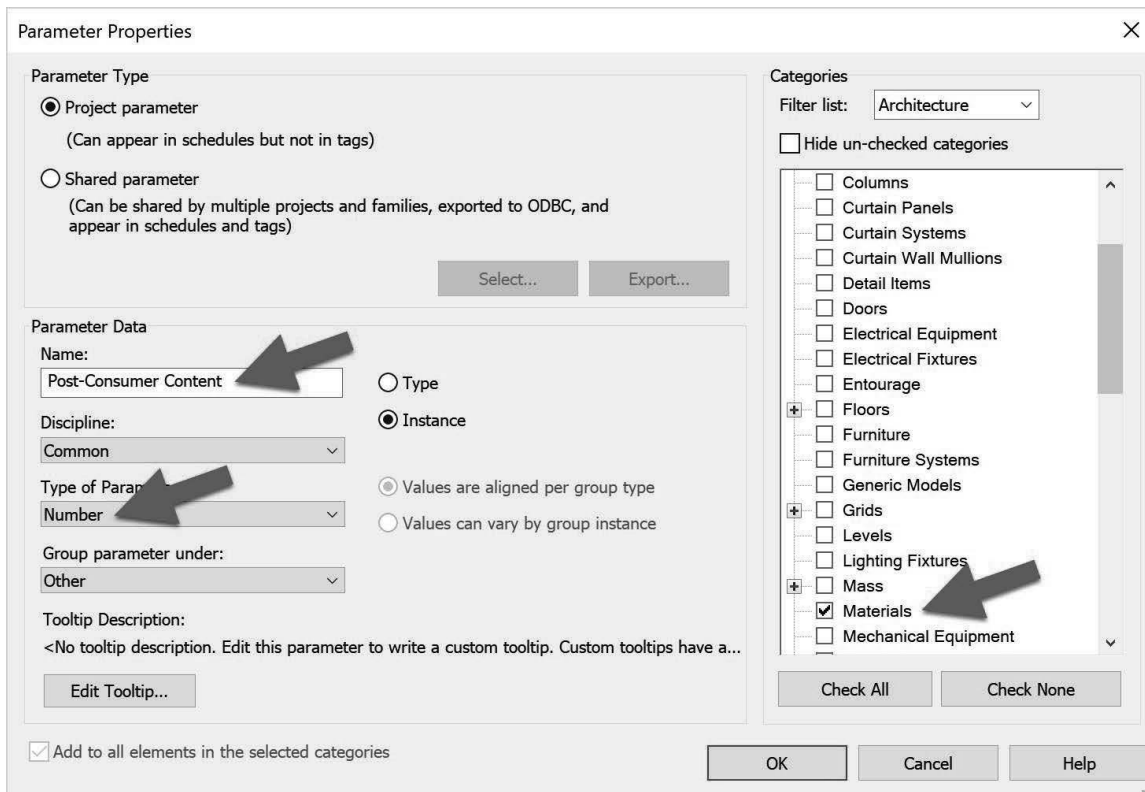 Parameter Properties
Parameter Type
Project parameter
(Can appear in schedules but not in tags)
Shared parameter
(Can be shared by multiple projects and families, exported to ODBC, and
appear in schedules and tags)
Select...
Export...
Parameter Data
Name:
Post-Consumer Content
Type
Discipline:
Instance
Common
Type of
Values are aligned per group type
Number
Values can vary by group instance
Group parameter under:
Other
Tooltip Description:
<No tooltip description. Edit this parameter to write a custom tooltip. Custom tooltips have a...
Edit Tooltip...
Add to all elements in the selected categories
Categories
Filter list:
Architecture
Hide un-checked categories
Columns
Curtain Panels
Curtain Systems
Curtain Wall Mullions
Detail Items
Doors
Electrical Equipment
Electrical Fixtures
Entourage
Floors
Furniture
Furniture Systems
Generic Models
Grids
Levels
Lighting Fixtures
Mass
Materials
Mechanical Equipment
Check All
Check None
OK
Cancel
Help